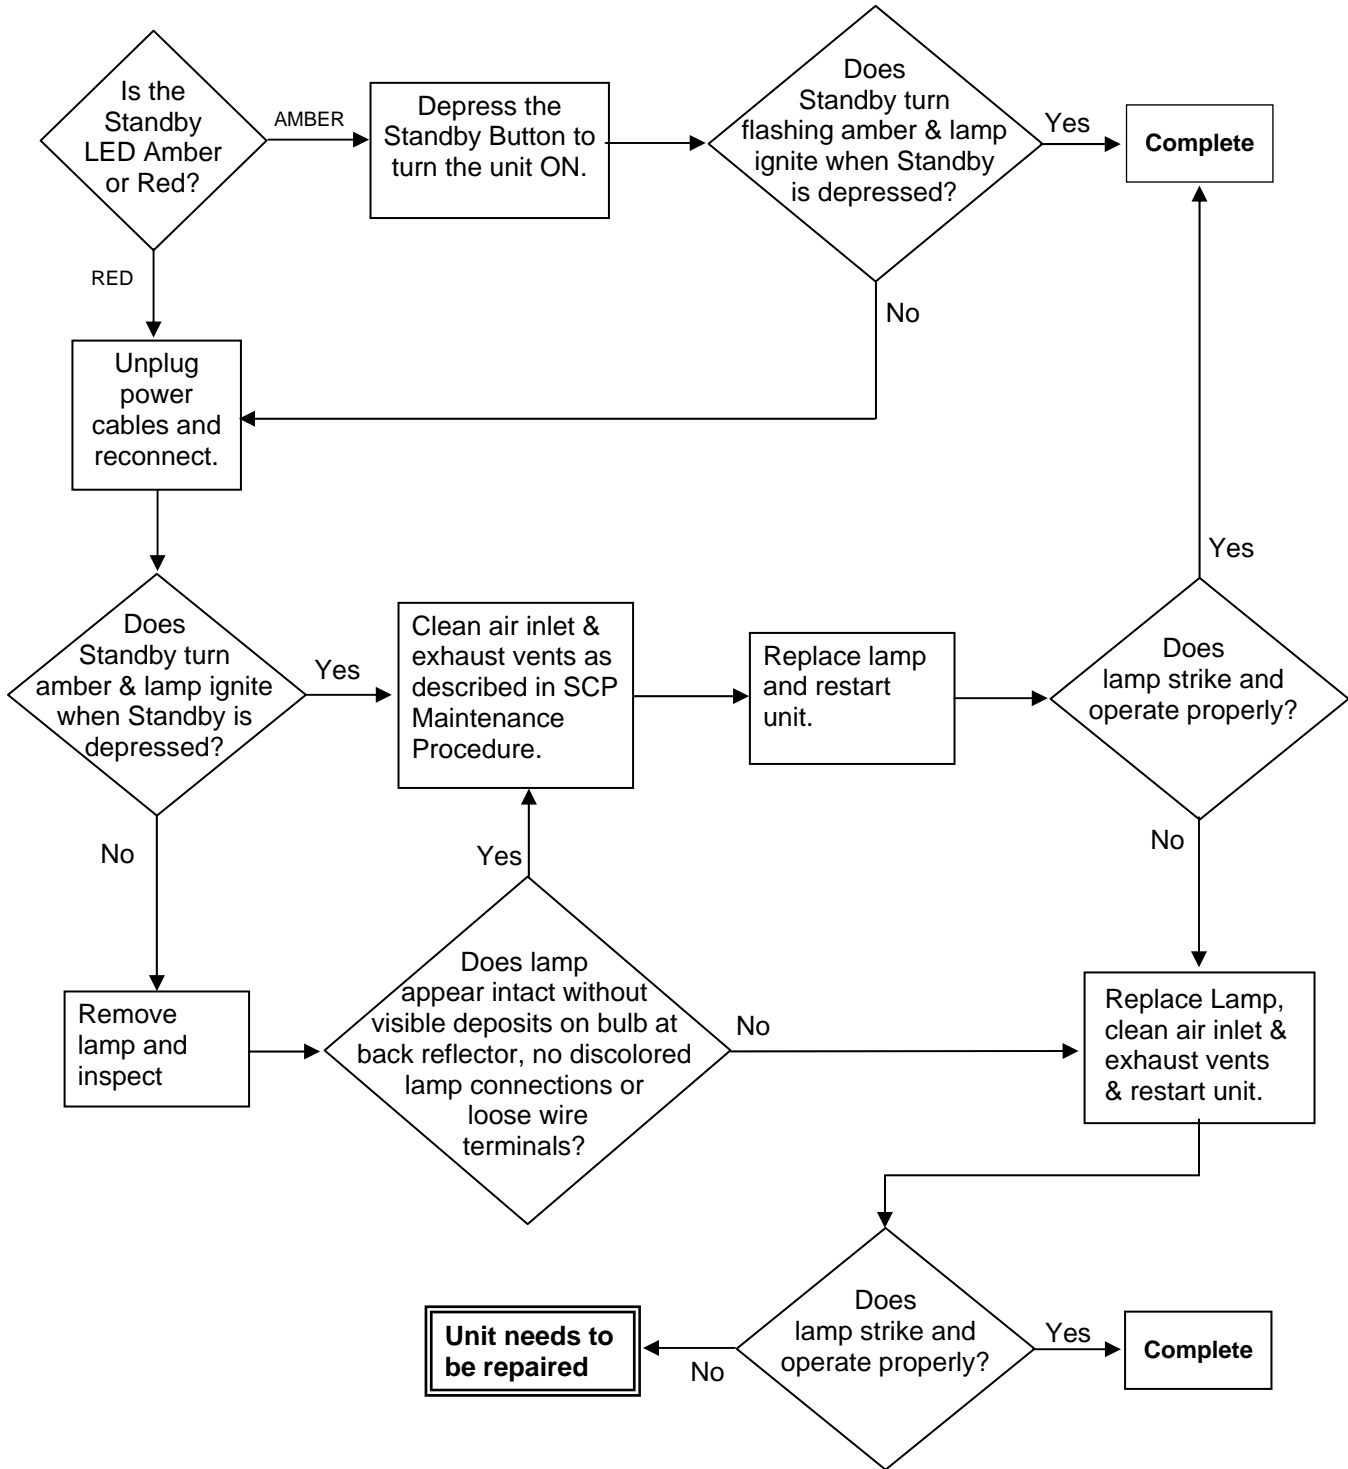 Is the
Standby
LED Amber
or Red?
AMBER
Depress the
Standby Button to
turn the unit ON.
Does
Standby turn
flashing amber & lamp
ignite when Standby
is depressed?
Yes
Complete
RED
No
Unplug
power
cables and
reconnect.
Does
Standby turn
amber & lamp ignite
when Standby is
depressed?
Yes
Clean air inlet &
exhaust vents as
described in SCP
Maintenance
Procedure.
Replace lamp
and restart
unit.
Does
lamp strike and
operate properly?
Yes
No
No
Yes
Remove
lamp and
inspect
Does lamp
appear intact without
visible deposits on bulb at
back reflector, no discolored
lamp connections or
loose wire
terminals?
No
Replace Lamp,
clean air inlet &
exhaust vents
& restart unit.
Does
lamp strike and
operate properly?
Yes
Complete
No
Unit needs to
be repaired